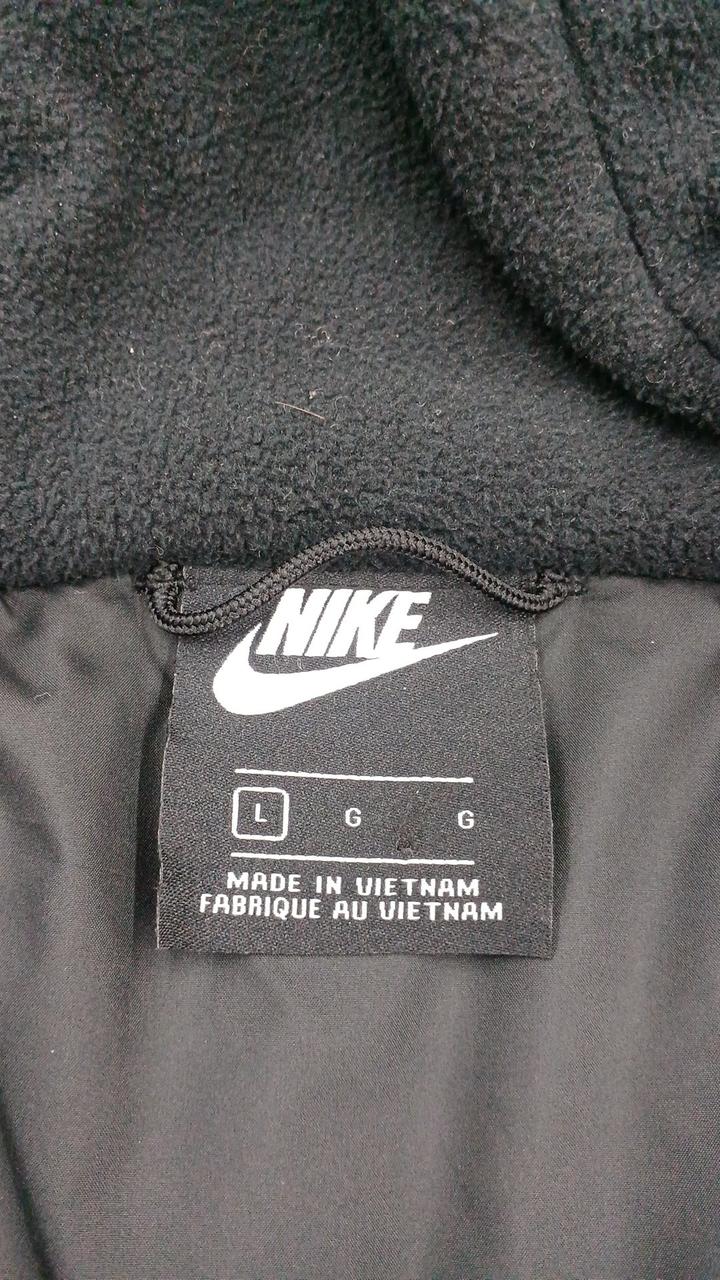 NIKE
L G G
MADE IN VIETNAM
FABRIQUE AU VIETNAM